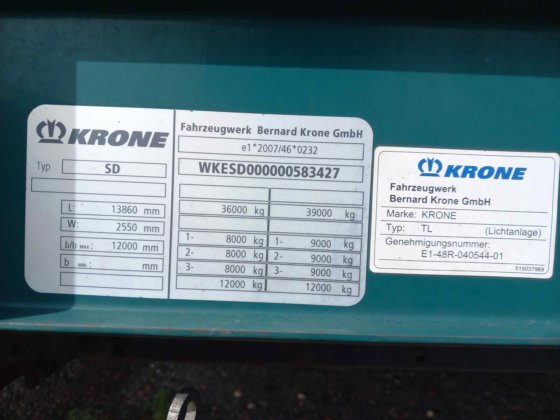 KRONE
Typ SD
L: 13860 mm
W: 2550 mm
b/b MAX: 12000 mm
b MIN: mm
Fahrzeugwerk Bernard Krone GmbH
e1*2007/46*0232
WKESD000000583427
36000 kg 39000 kg
1- 8000 kg 1- 9000 kg
2- 8000 kg 2- 9000 kg
3- 8000 kg 3- 9000 kg
12000 kg 12000 kg
KRONE
Fahrzeugwerk
Bernard Krone GmbH
Marke: KRONE
Typ: TL (Lichtanlage)
Genehmigungsnummer:
E1-48R-040544-01
515037968